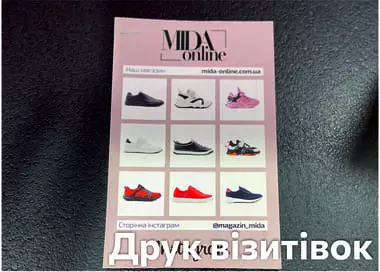 MIDA
online
Наш магазин mida-online.com.ua
Сторінка інстаграм @magazin_mida
Друк візитівок